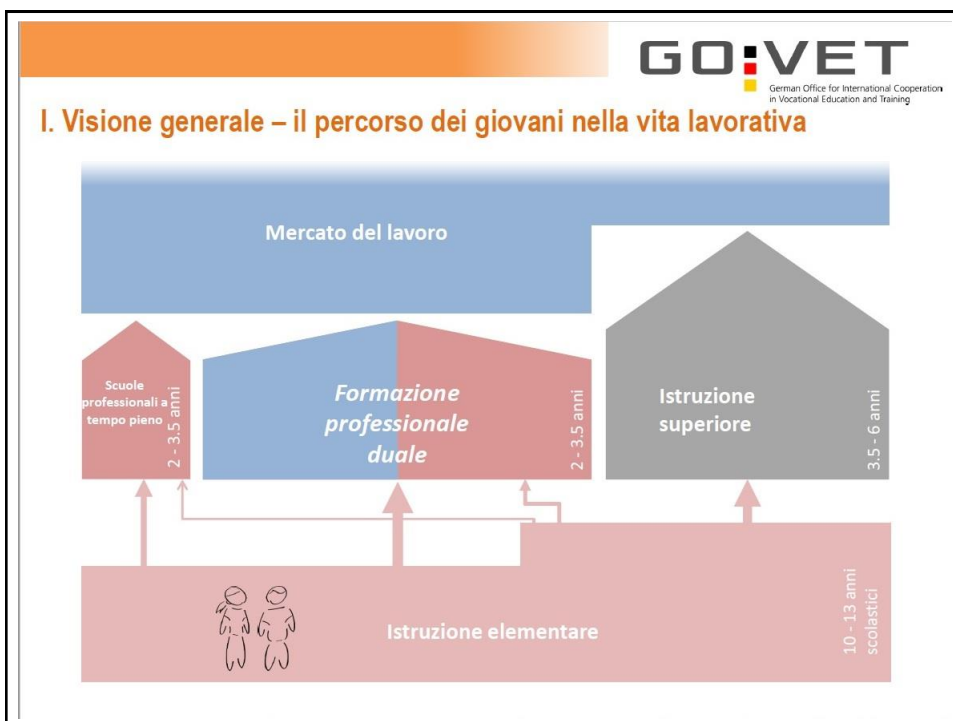 GO:VET
German Office for International Cooperation
in Vocational Education and Training
I. Visione generale – il percorso dei giovani nella vita lavorativa
Mercato del lavoro
Scuole
professionali a
tempo pieno
2 - 3.5 anni
Formazione
professionale
duale
2 - 3.5 anni
Istruzione
superiore
3.5 - 6 anni
Istruzione elementare
10 - 13 anni
scolastici